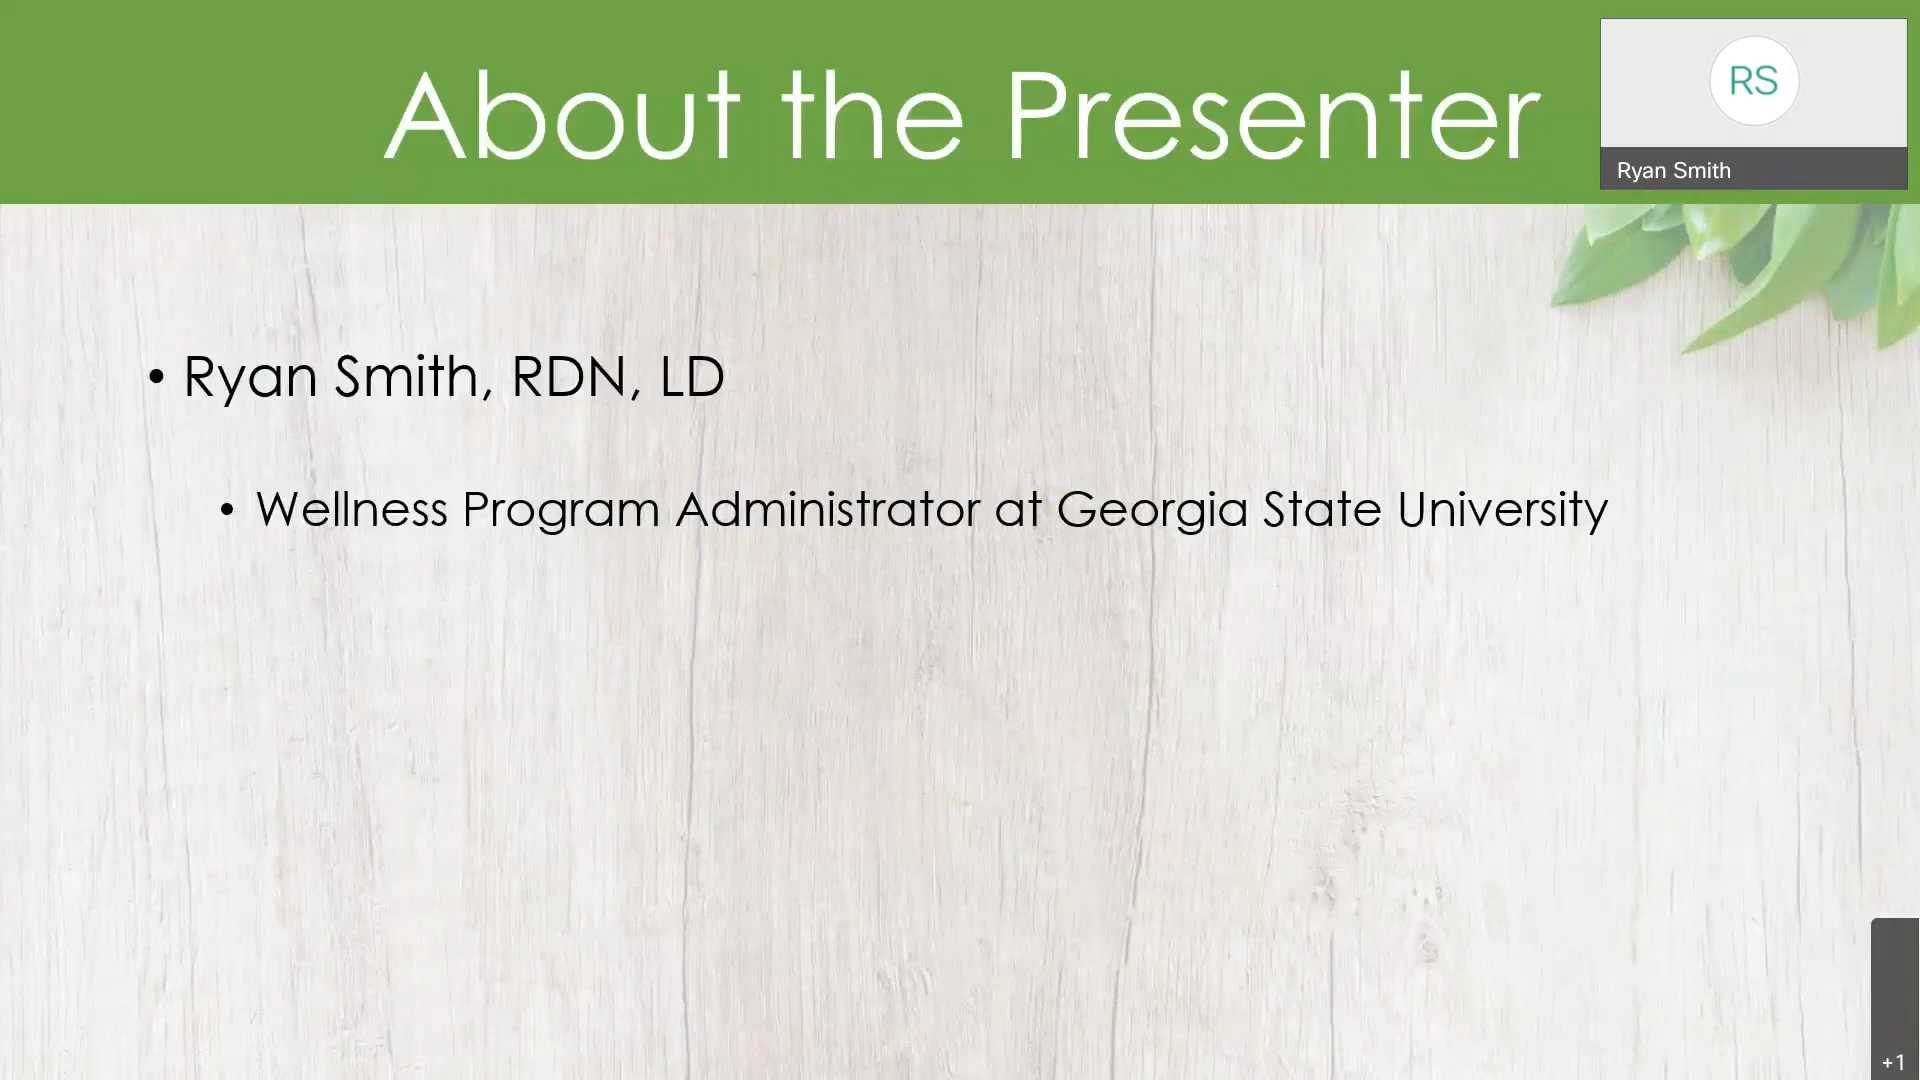 About the Presenter
RS
Ryan Smith
• Ryan Smith, RDN, LD
• Wellness Program Administrator at Georgia State University
+1